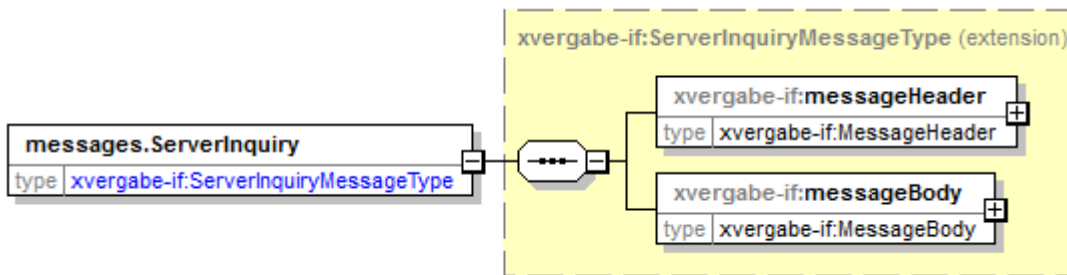 xvergabe-if:ServerInquiryMessageType (extension)
xvergabe-if:messageHeader
type xvergabe-if:MessageHeader
messages.ServerInquiry
type xvergabe-if:ServerInquiryMessageType
xvergabe-if:messageBody
type xvergabe-if:MessageBody